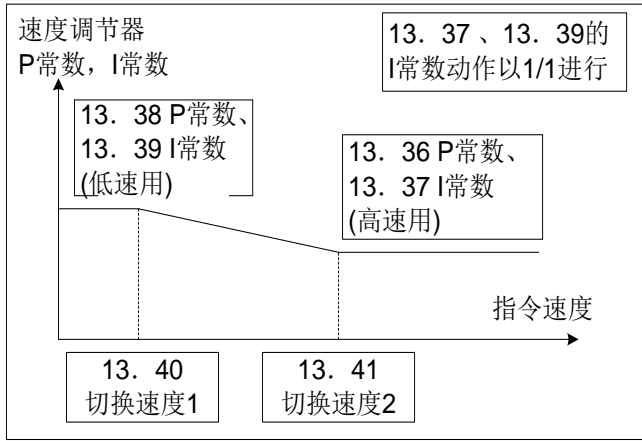 速度调节器
P常数，I常数
13．37 、13．39的
I常数动作以1/1进行
13．38 P常数、
13．39 I常数
(低速用)
13．36 P常数、
13．37 I常数
(高速用)
指令速度
13．40
切换速度1
13．41
切换速度2